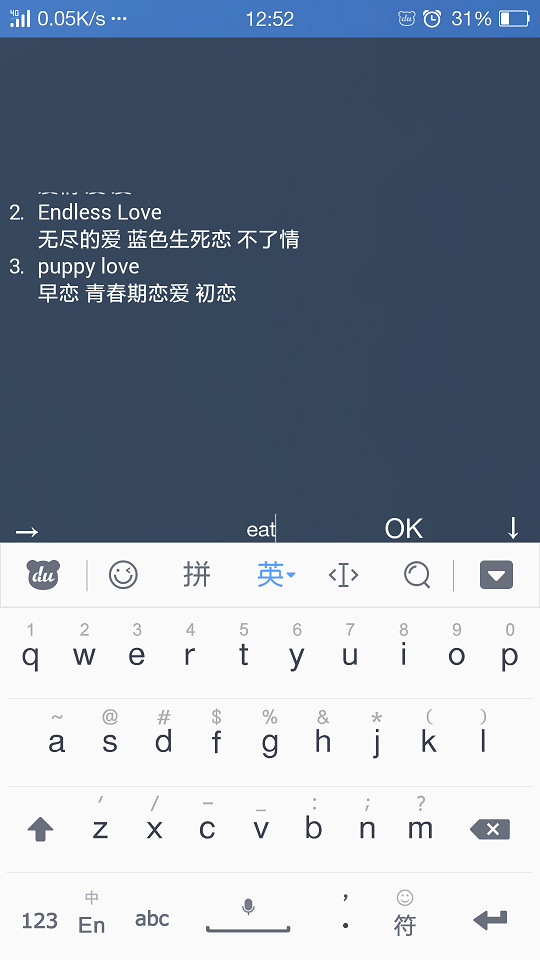 4G 0.05K/s ··· 12:52 du 31%
2. Endless Love
无尽的爱 蓝色生死恋 不了情
3. puppy love
早恋 青春期恋爱 初恋
→ eat OK ↓
du 拼 英
1 2 3 4 5 6 7 8 9 0
q w e r t y u i o p
~ @ # $ % & * ( )
a s d f g h j k l
' / - _ : ; ?
z x c v b n m
中 ,
123 En abc . 符